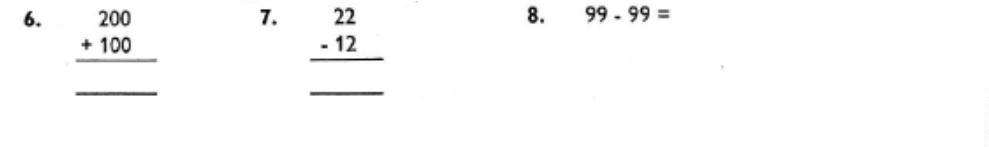 6. 200 7. 22 8. 99 - 99 =
+ 100 - 12